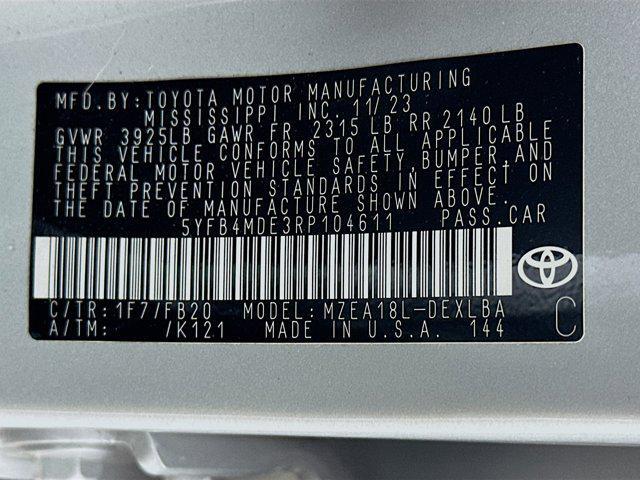 MFD. BY: TOYOTA MOTOR MANUFACTURING
MISSISSIPPI INC. 11/23
GVWR 3925LB GAWR FR 2315 LB RR 2140 LB
THIS VEHICLE CONFORMS TO ALL APPLICABLE
FEDERAL MOTOR VEHICLE SAFETY, BUMPER, AND
THEFT PREVENTION STANDARDS IN EFFECT ON
THE DATE OF MANUFACTURE SHOWN ABOVE.
5YFB4MDE3RP104611 PASS. CAR
C/TR: 1F7/FB20 MODEL: MZEA18L-DEXLBA
A/TM: /K121 MADE IN U.S.A. 144 C